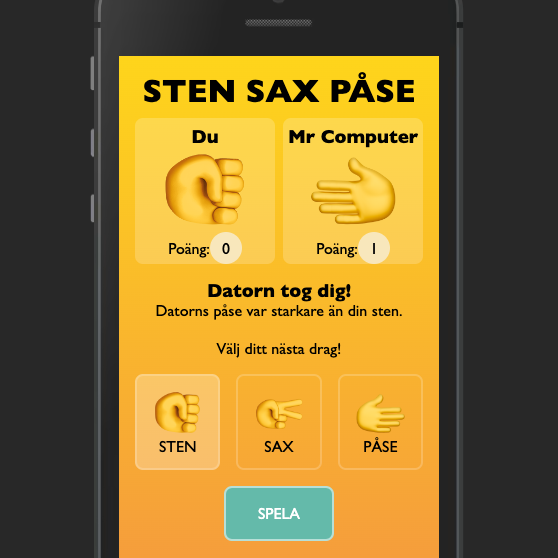 STEN SAX PÅSE
Du
Mr Computer
Poäng: 0
Poäng: 1
Datorn tog dig!
Datorns påse var starkare än din sten.
Välj ditt nästa drag!
STEN
SAX
PÅSE
SPELA